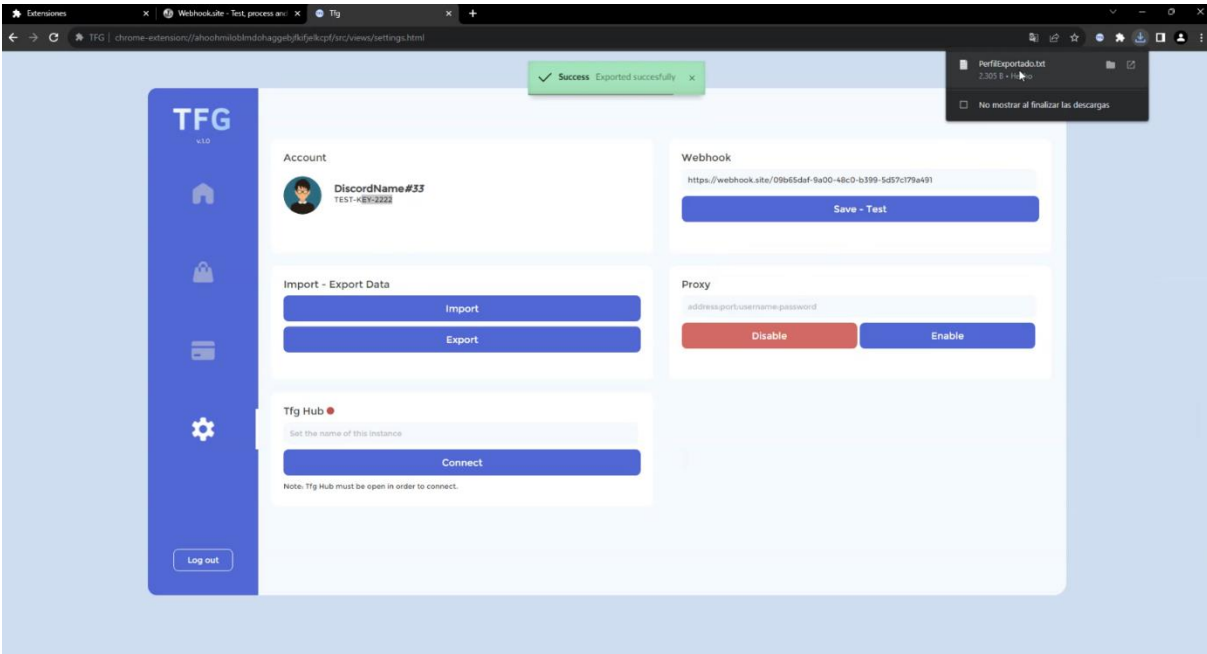 Extensiones
Webhook.site - Test, process and
Tfg
TFG | chrome-extension://ahoohmiloblmdohaggebjfkifjelkcpf/src/views/settings.html
PerfilExportado.txt
2.305 B •
No mostrar al finalizar las descargas
Success Exported succesfully x
TFG
v.1.0
Account
DiscordName#33
TEST-KEY-2222
Webhook
https://webhook.site/09b65daf-9a00-48c0-b399-5d57c179a491
Save - Test
Import - Export Data
Import
Export
Proxy
address:port:username:password
Disable
Enable
Tfg Hub
Set the name of this instance
Connect
Note: Tfg Hub must be open in order to connect.
Log out